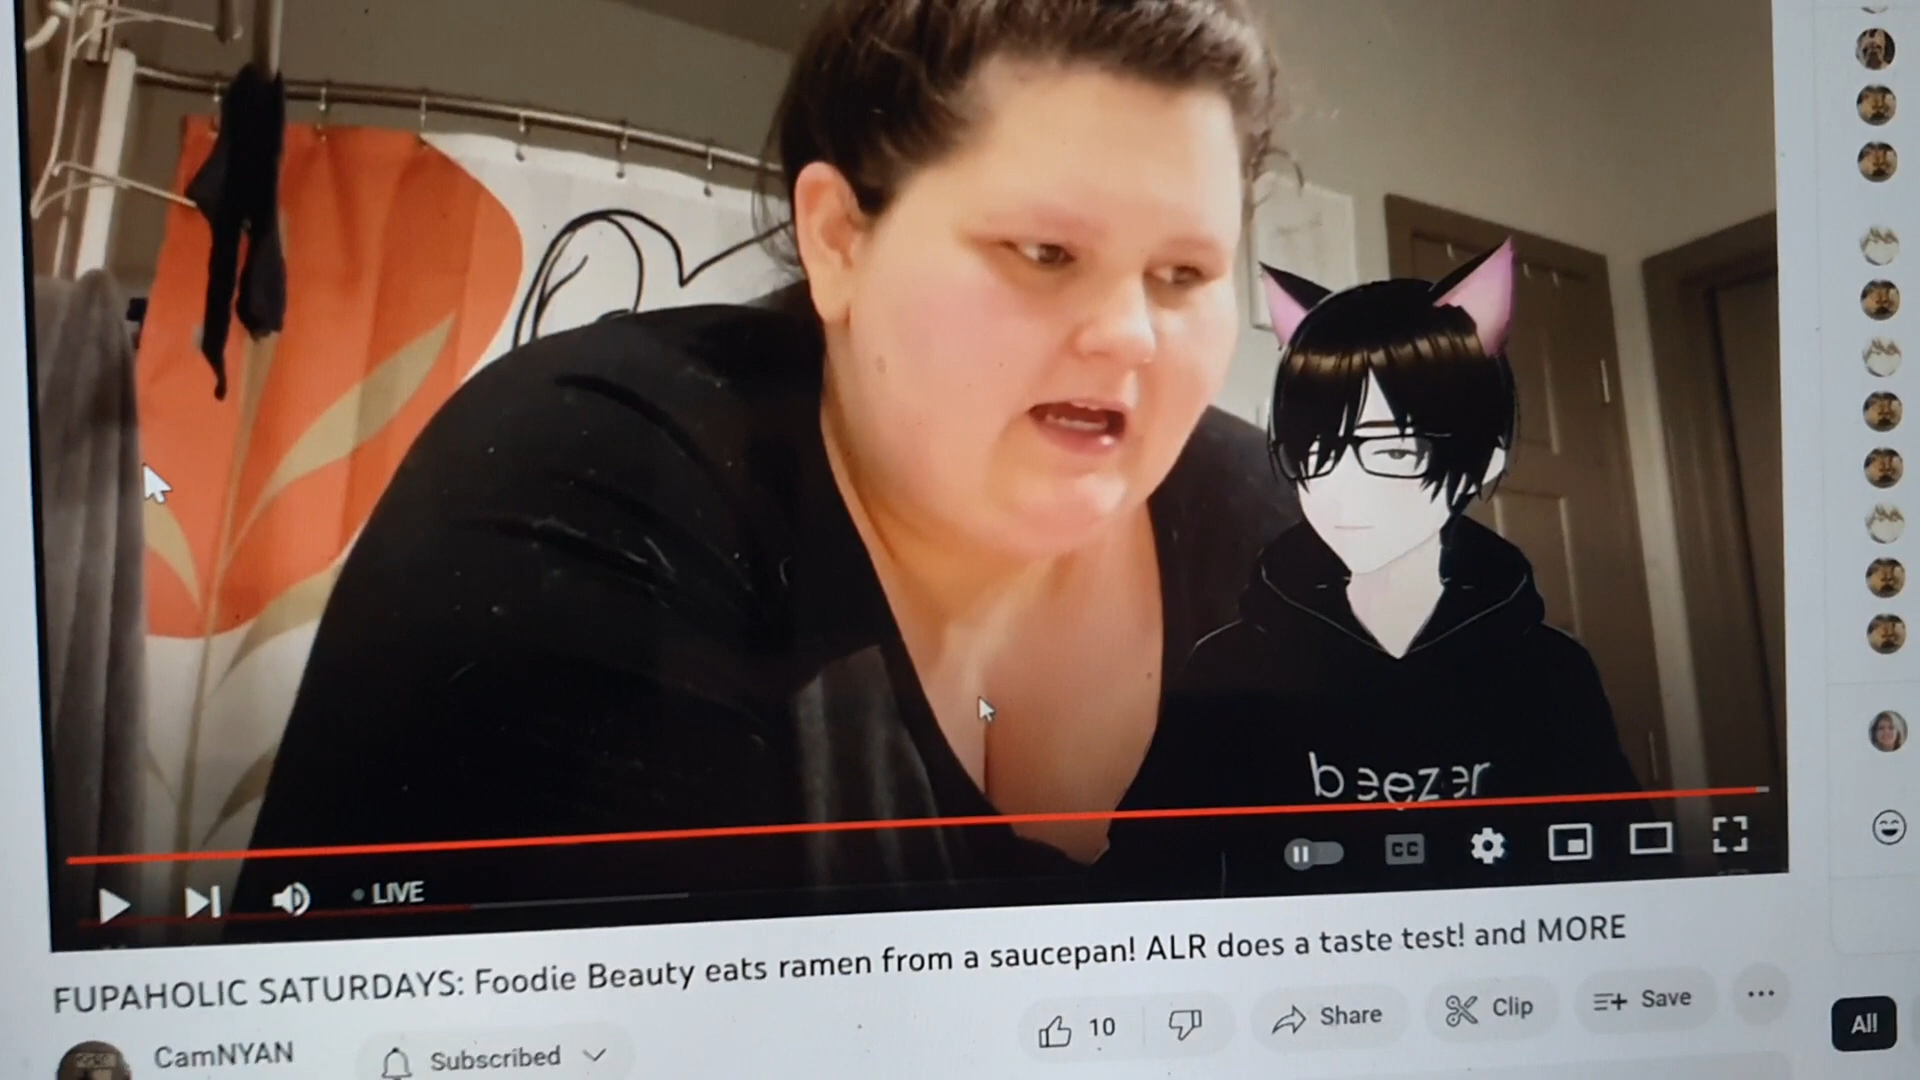 beezer
CC
LIVE
FUPAHOLIC SATURDAYS: Foodie Beauty eats ramen from a saucepan! ALR does a taste test! and MORE
10
Share
Clip
Save
All
CamNYAN
Subscribed